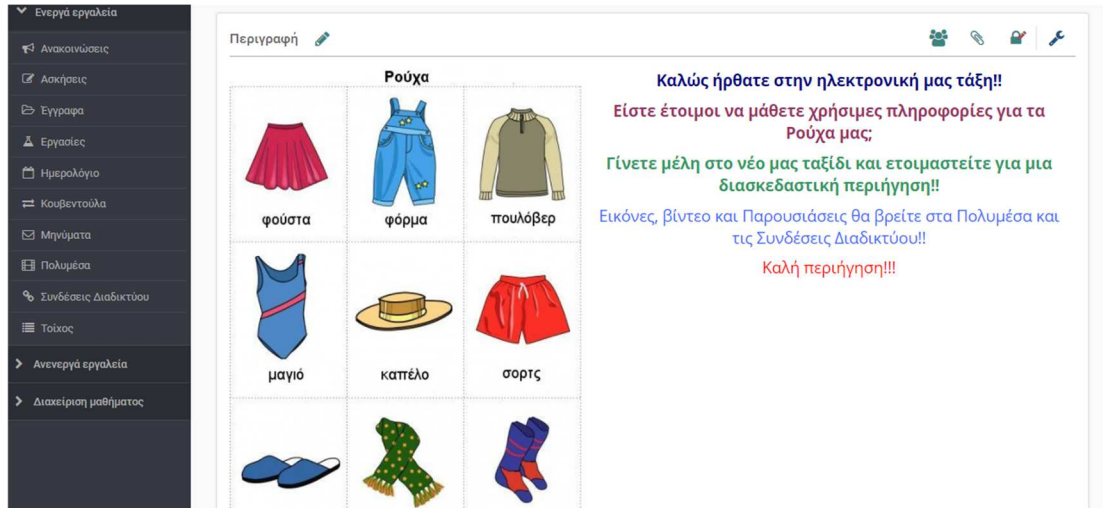 Ενεργά εργαλεία
Ανακοινώσεις
Ασκήσεις
Έγγραφα
Εργασίες
Ημερολόγιο
Κουβεντούλα
Μηνύματα
Πολυμέσα
Συνδέσεις Διαδικτύου
Τοίχος
Ανενεργά εργαλεία
Διαχείριση μαθήματος
Περιγραφή
Ρούχα
φούστα
φόρμα
πουλόβερ
μαγιό
καπέλο
σορτς
Καλώς ήρθατε στην ηλεκτρονική μας τάξη!!
Είστε έτοιμοι να μάθετε χρήσιμες πληροφορίες για τα
Ρούχα μας;
Γίνετε μέλη στο νέο μας ταξίδι και ετοιμαστείτε για μια
διασκεδαστική περιήγηση!!
Εικόνες, βίντεο και Παρουσιάσεις θα βρείτε στα Πολυμέσα και
τις Συνδέσεις Διαδικτύου!!
Καλή περιήγηση!!!